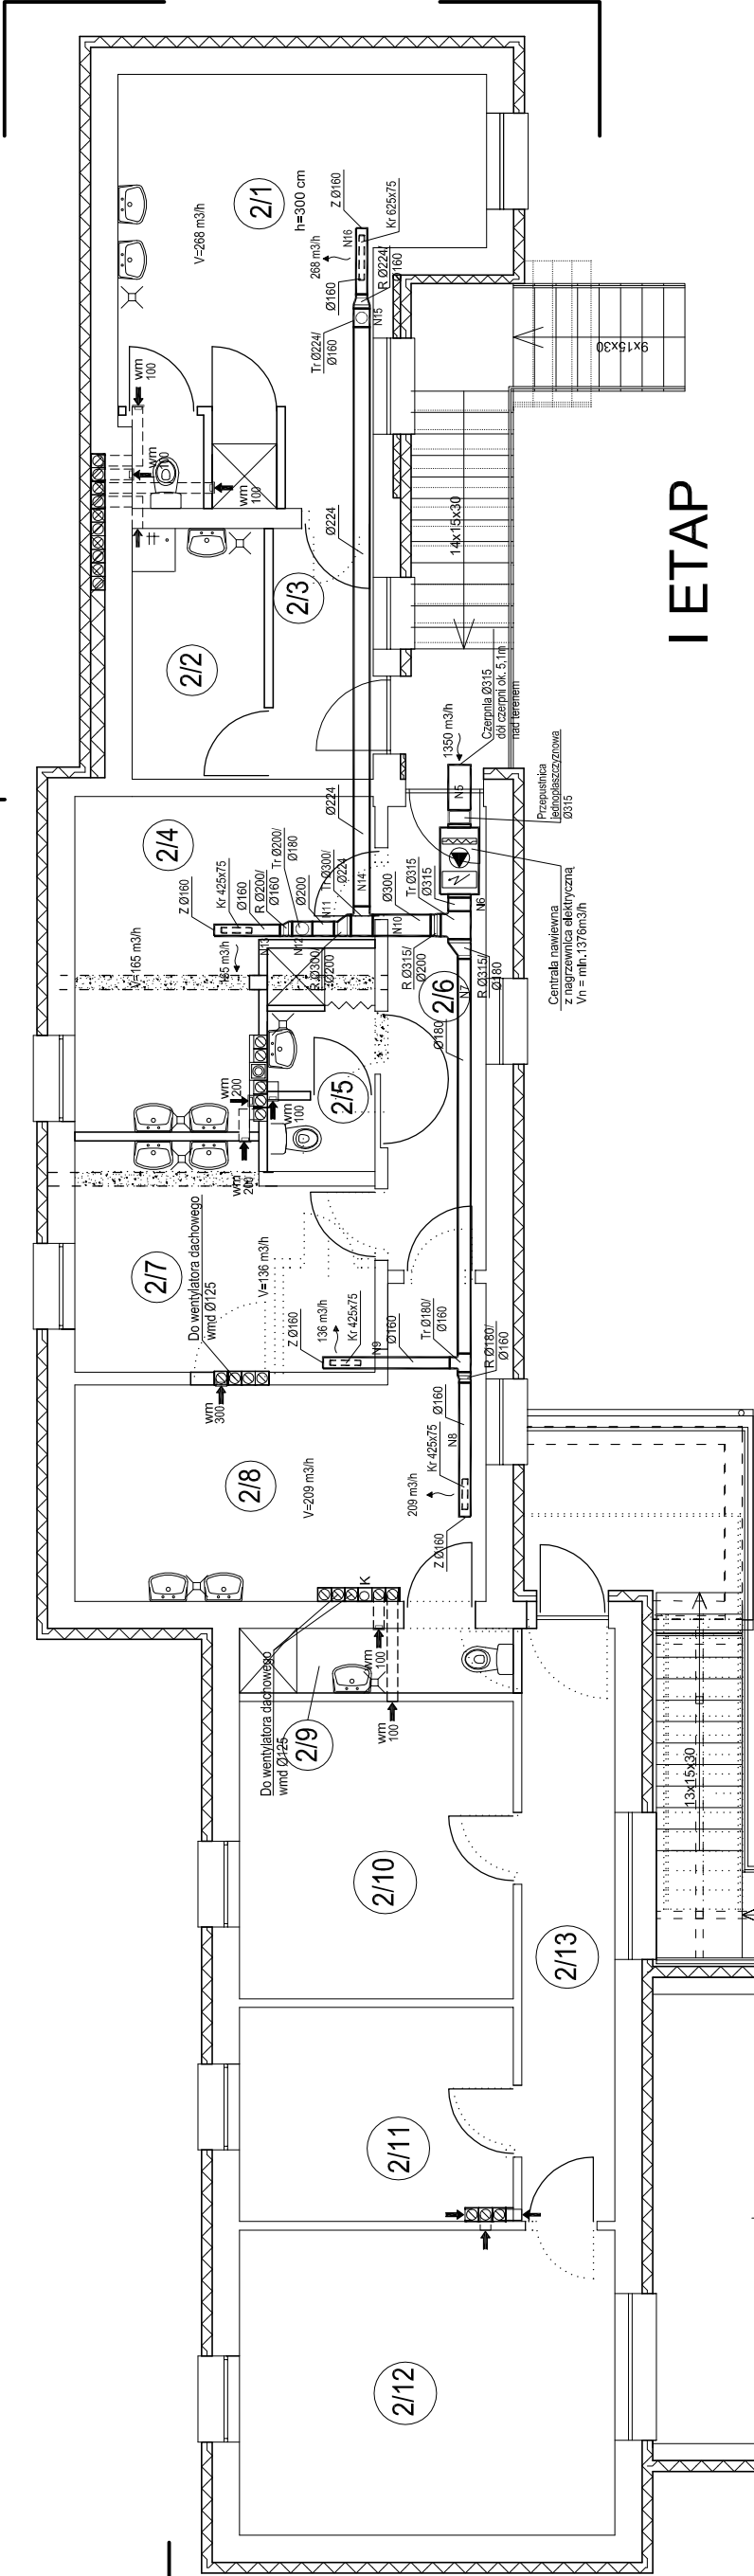 2/1
h=300 cm
V=268 m3/h
Z Ø160
Kr 625x75
N16
268 m3/h
R Ø224/
Ø160
Ø160
N15
Tr Ø224/
Ø160
wm
100
wm
100
wm
100
9x15x30
14x15x30
I ETAP
Ø224
2/3
2/2
Czerpnia Ø315
dół czerpni ok. 5,1m
nad terenem
1350 m3/h
N5
Przepustnica
jednopłaszczyznowa
Ø315
Centrala nawiewna
z nagrzewnica elektryczną
Vn = min.1376m3/h
Ø224
N14
2/4
Z Ø160
Kr 425x75
Ø160
R Ø200/
Ø160
Tr Ø200/
Ø180
Ø200
N11
Tr Ø300/
Ø224
Ø300
Tr Ø315
Ø315
N6
N10
N12
N13
R Ø300/
Ø200
R Ø315/
Ø200
R Ø315/
Ø180
N7
Ø180
V=165 m3/h
165 m3/h
2/6
2/5
wm
200
wm
100
wm
200
2/7
Do wentylatora dachowego
wmd Ø125
V=136 m3/h
Z Ø160
136 m3/h
Kr 425x75
N9
Ø160
Tr Ø180/
Ø160
R Ø180/
Ø160
wm
300
2/8
V=209 m3/h
209 m3/h
Kr 425x75
N8
Ø160
Z Ø160
K
wm
100
wm
100
2/9
Do wentylatora dachowego
wmd Ø125
13x15x30
2/10
2/13
2/11
2/12